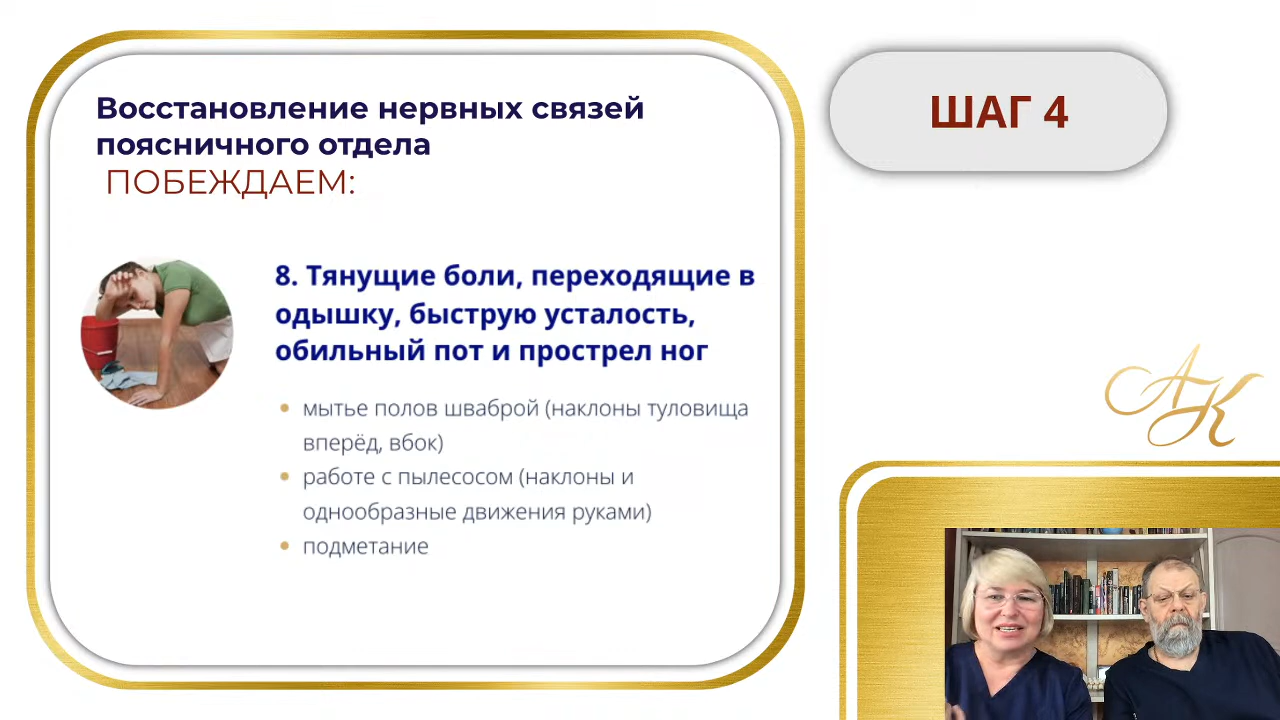 Восстановление нервных связей
поясничного отдела
ПОБЕЖДАЕМ:
8. Тянущие боли, переходящие в
одышку, быструю усталость,
обильный пот и прострел ног
мытье полов шваброй (наклоны туловища
вперёд, вбок)
работе с пылесосом (наклоны и
однообразные движения руками)
подметание
ШАГ 4
АК